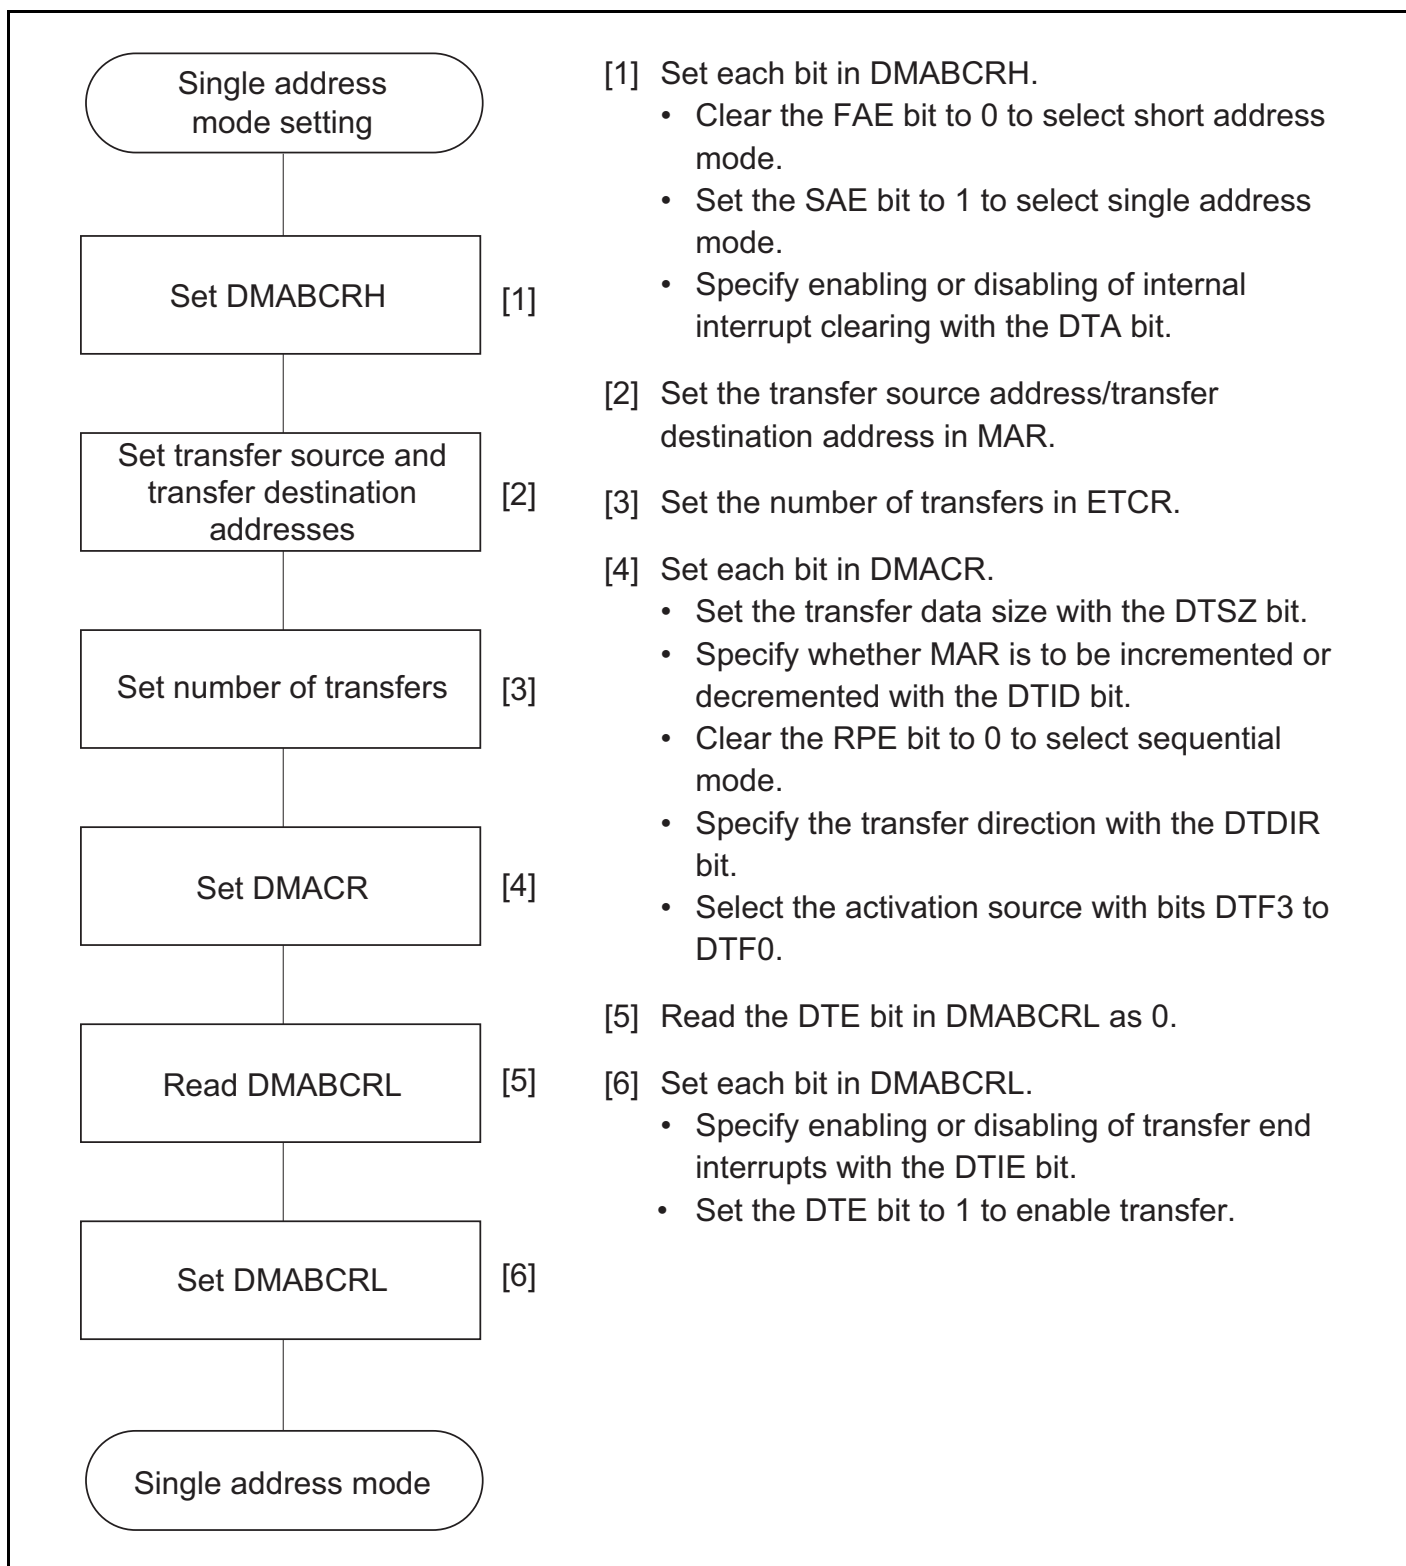 Single address
mode setting
Set DMABCRH
[1]
Set transfer source and
transfer destination
addresses
[2]
Set number of transfers
[3]
Set DMACR
[4]
Read DMABCRL
[5]
Set DMABCRL
[6]
Single address mode
[1] Set each bit in DMABCRH.
• Clear the FAE bit to 0 to select short address
mode.
• Set the SAE bit to 1 to select single address
mode.
• Specify enabling or disabling of internal
interrupt clearing with the DTA bit.
[2] Set the transfer source address/transfer
destination address in MAR.
[3] Set the number of transfers in ETCR.
[4] Set each bit in DMACR.
• Set the transfer data size with the DTSZ bit.
• Specify whether MAR is to be incremented or
decremented with the DTID bit.
• Clear the RPE bit to 0 to select sequential
mode.
• Specify the transfer direction with the DTDIR
bit.
• Select the activation source with bits DTF3 to
DTF0.
[5] Read the DTE bit in DMABCRL as 0.
[6] Set each bit in DMABCRL.
• Specify enabling or disabling of transfer end
interrupts with the DTIE bit.
• Set the DTE bit to 1 to enable transfer.